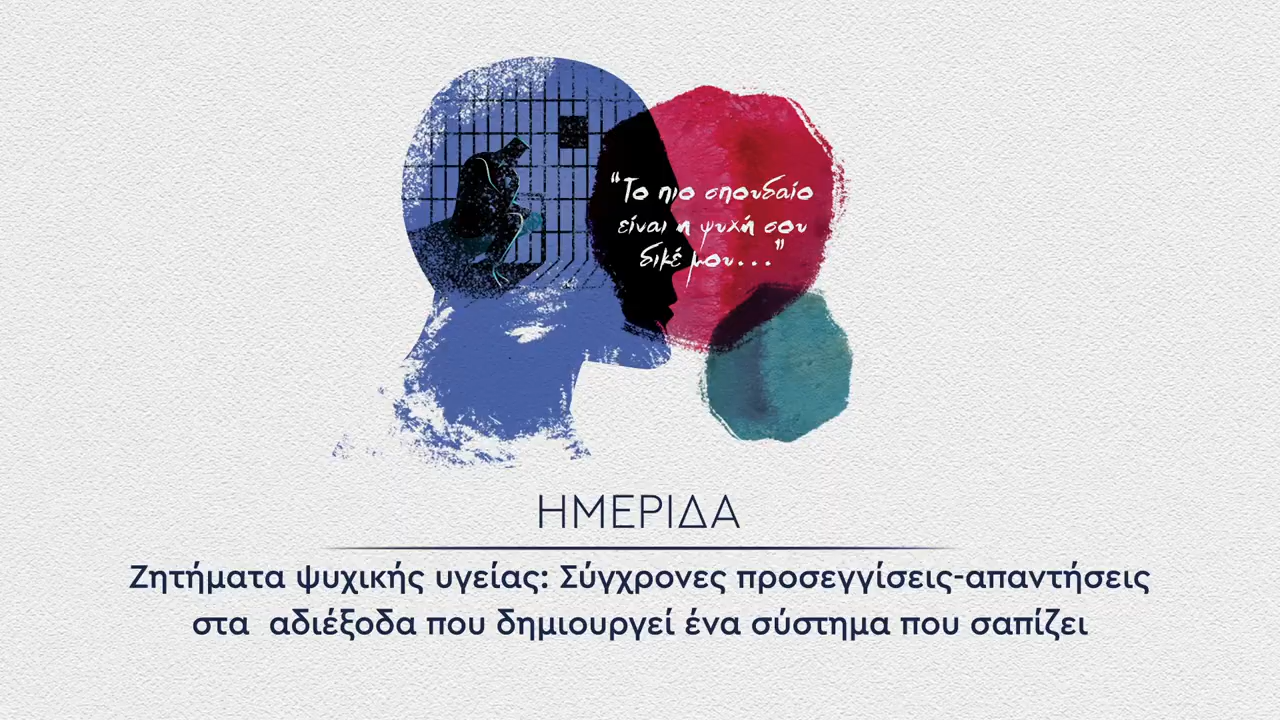 “Το πιο σπουδαίο
είναι η ψυχή σου
δικέ μου...”
ΗΜΕΡΙΔΑ
Ζητήματα ψυχικής υγείας: Σύγχρονες προσεγγίσεις-απαντήσεις
στα αδιέξοδα που δημιουργεί ένα σύστημα που σαπίζει